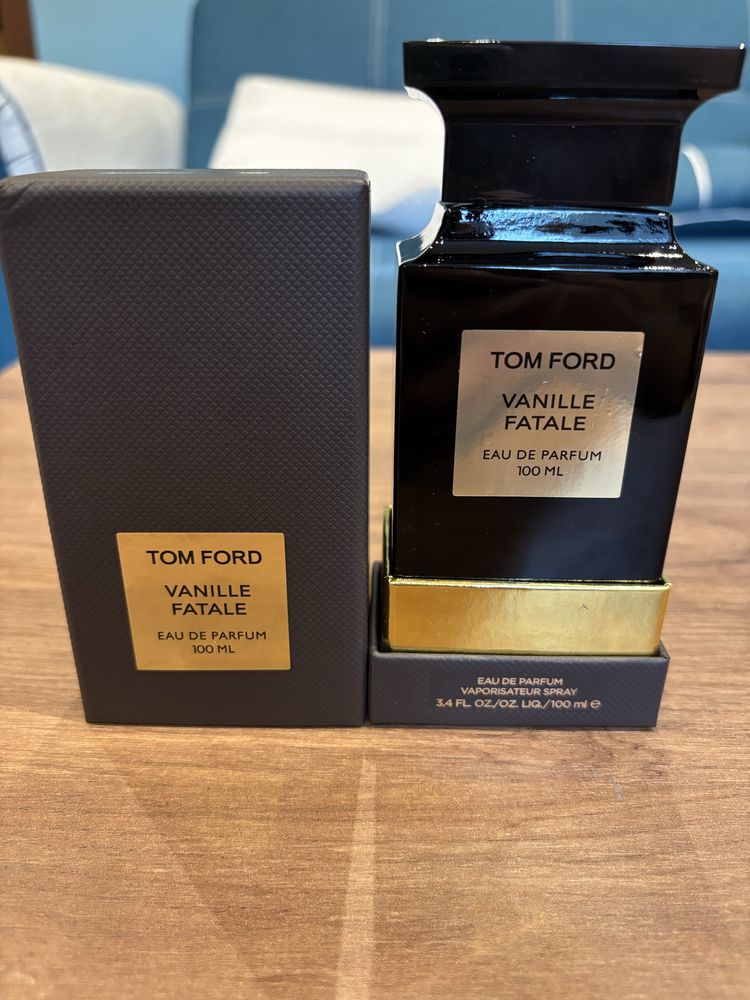 TOM FORD
VANILLE
FATALE
EAU DE PARFUM
100 ML
TOM FORD
VANILLE
FATALE
EAU DE PARFUM
100 ML
EAU DE PARFUM
VAPORISATEUR SPRAY
3.4 FL. OZ./OZ. LIQ./100 ml ℮